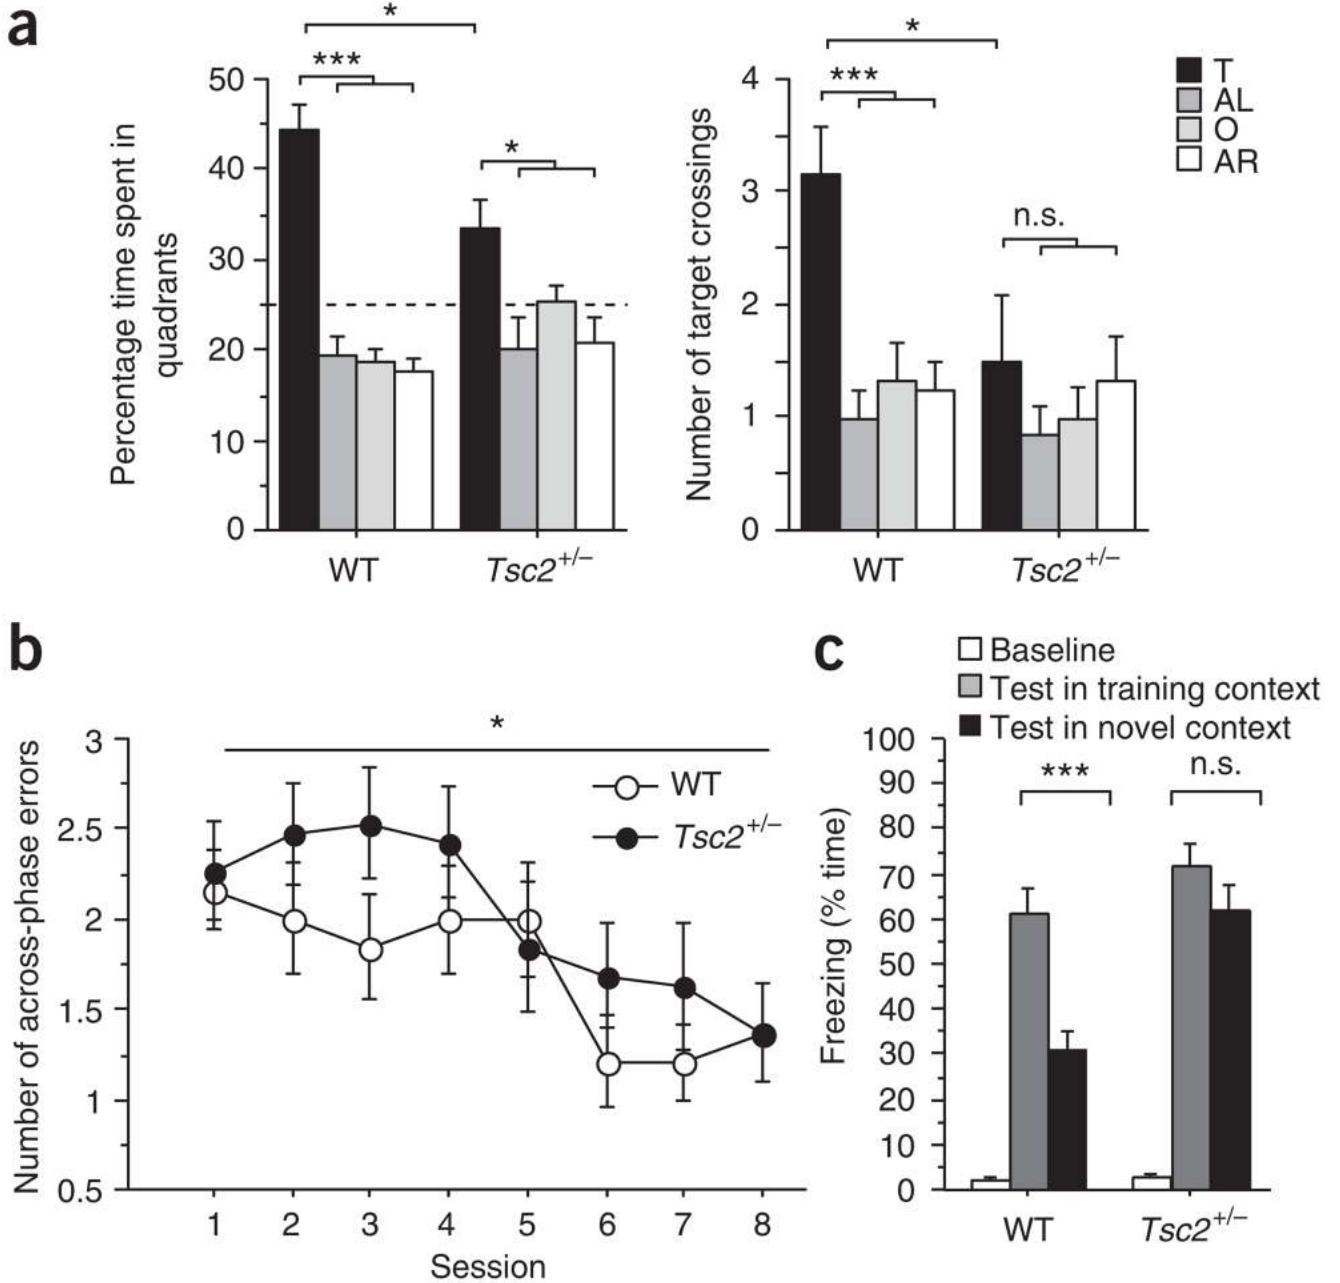 a
*
***
*
50
40
30
20
10
0
Percentage time spent in
quadrants
WT
Tsc2+/–
*
***
n.s.
4
3
2
1
0
Number of target crossings
WT
Tsc2+/–
T
AL
O
AR
b
*
3
2.5
2
1.5
1
0.5
Number of across-phase errors
WT
Tsc2+/–
1 2 3 4 5 6 7 8
Session
c
Baseline
Test in training context
Test in novel context
***
n.s.
100
90
80
70
60
50
40
30
20
10
0
Freezing (% time)
WT
Tsc2+/–